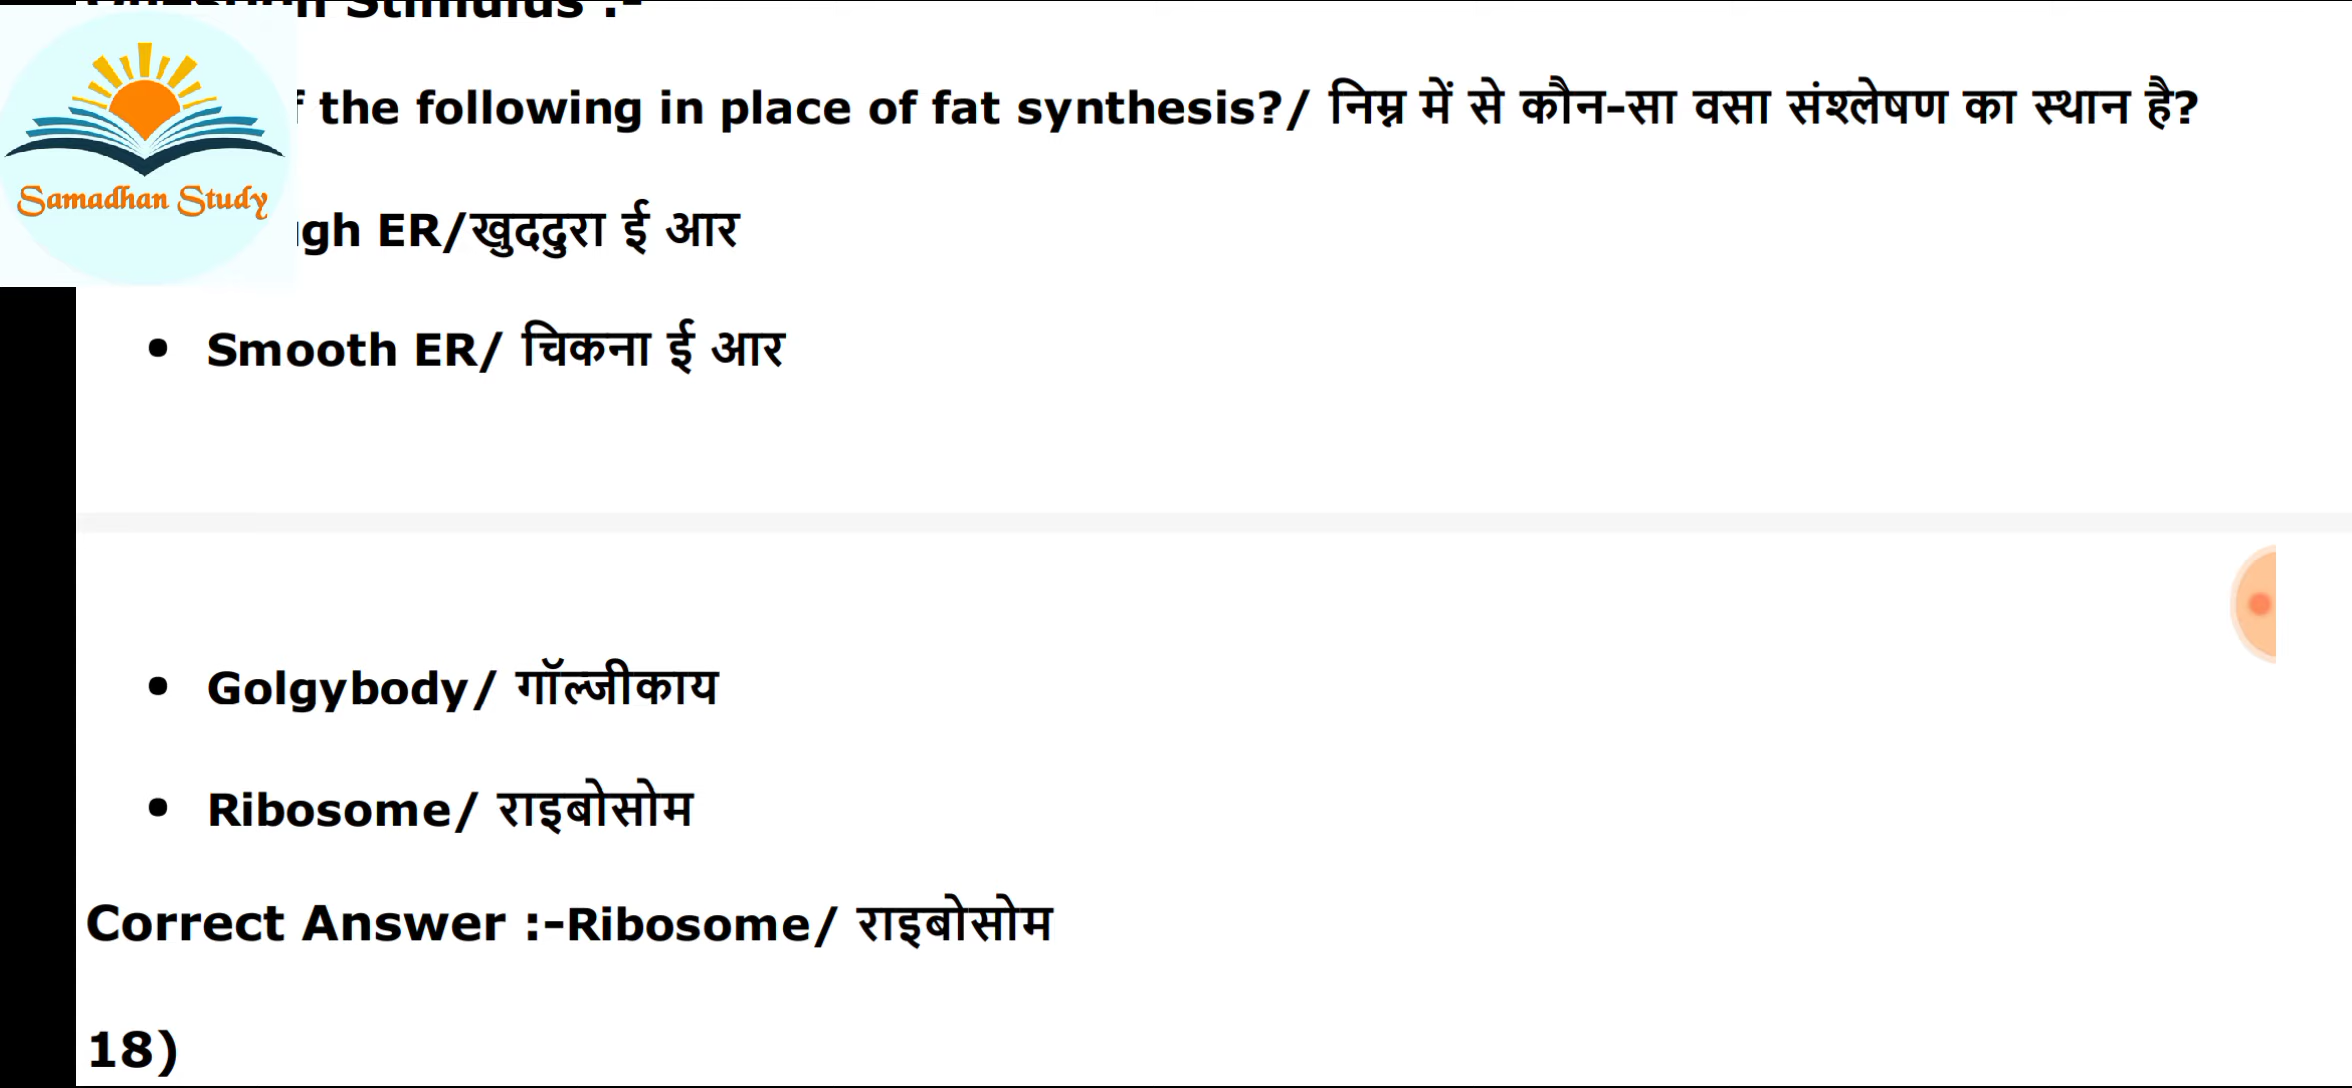 Stimulus :-
the following in place of fat synthesis?/ निम्न में से कौन-सा वसा संश्लेषण का स्थान है?
Samadhan Study
ER/खुददुरा ई आर
• Smooth ER/ चिकना ई आर
• Golgybody/ गॉल्जीकाय
• Ribosome/ राइबोसोम
Correct Answer :-Ribosome/ राइबोसोम
18)